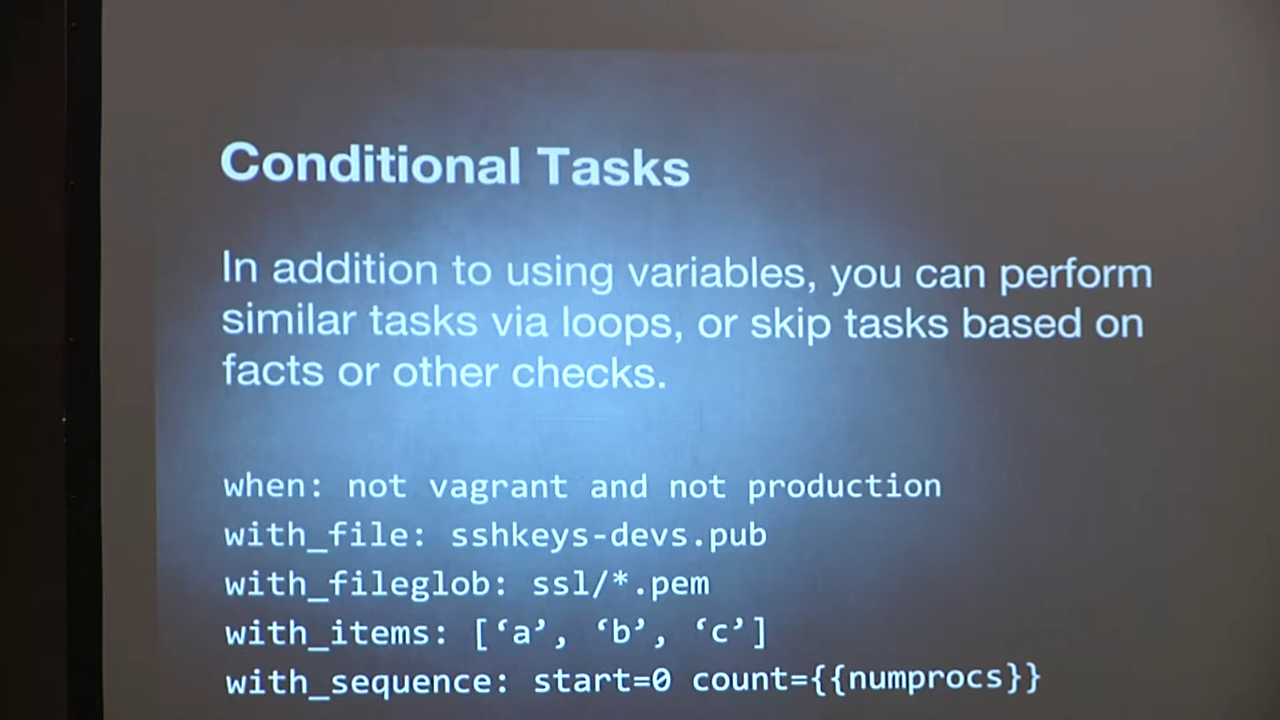 Conditional Tasks
In addition to using variables, you can perform
similar tasks via loops, or skip tasks based on
facts or other checks.
when: not vagrant and not production
with_file: sshkeys-devs.pub
with_fileglob: ssl/*.pem
with_items: [‘a’, ‘b’, ‘c’]
with_sequence: start=0 count={{numprocs}}